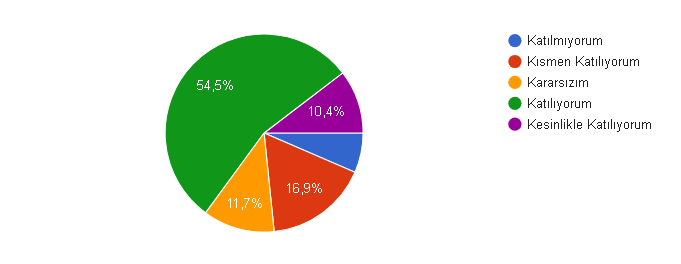 54,5%
10,4%
16,9%
11,7%
Katılmıyorum
Kısmen Katılıyorum
Kararsızım
Katılıyorum
Kesinlikle Katılıyorum